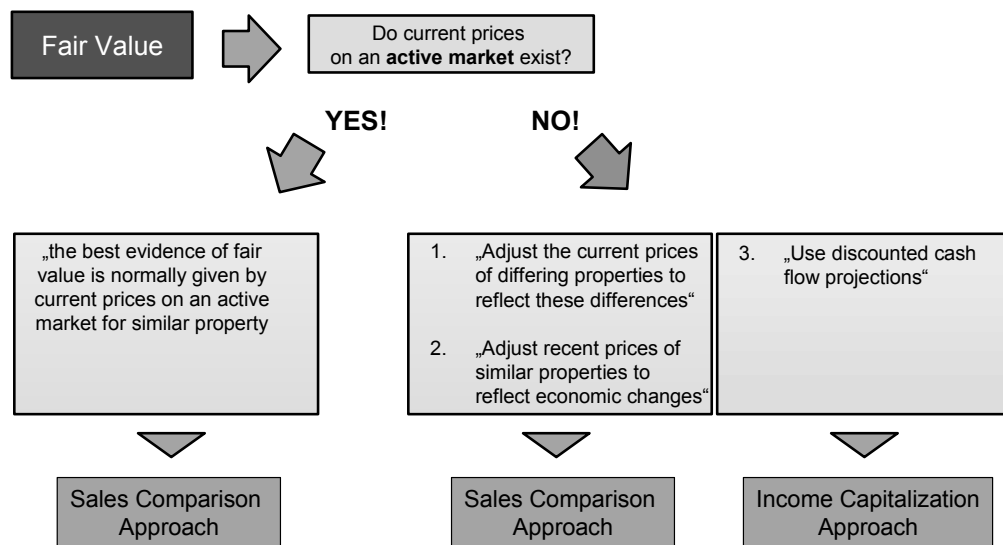 Fair Value
Do current prices
on an active market exist?
YES!
NO!
„the best evidence of fair
value is normally given by
current prices on an active
market for similar property
1. „Adjust the current prices
of differing properties to
reflect these differences“
2. „Adjust recent prices of
similar properties to
reflect economic changes“
3. „Use discounted cash
flow projections“
Sales Comparison
Approach
Sales Comparison
Approach
Income Capitalization
Approach